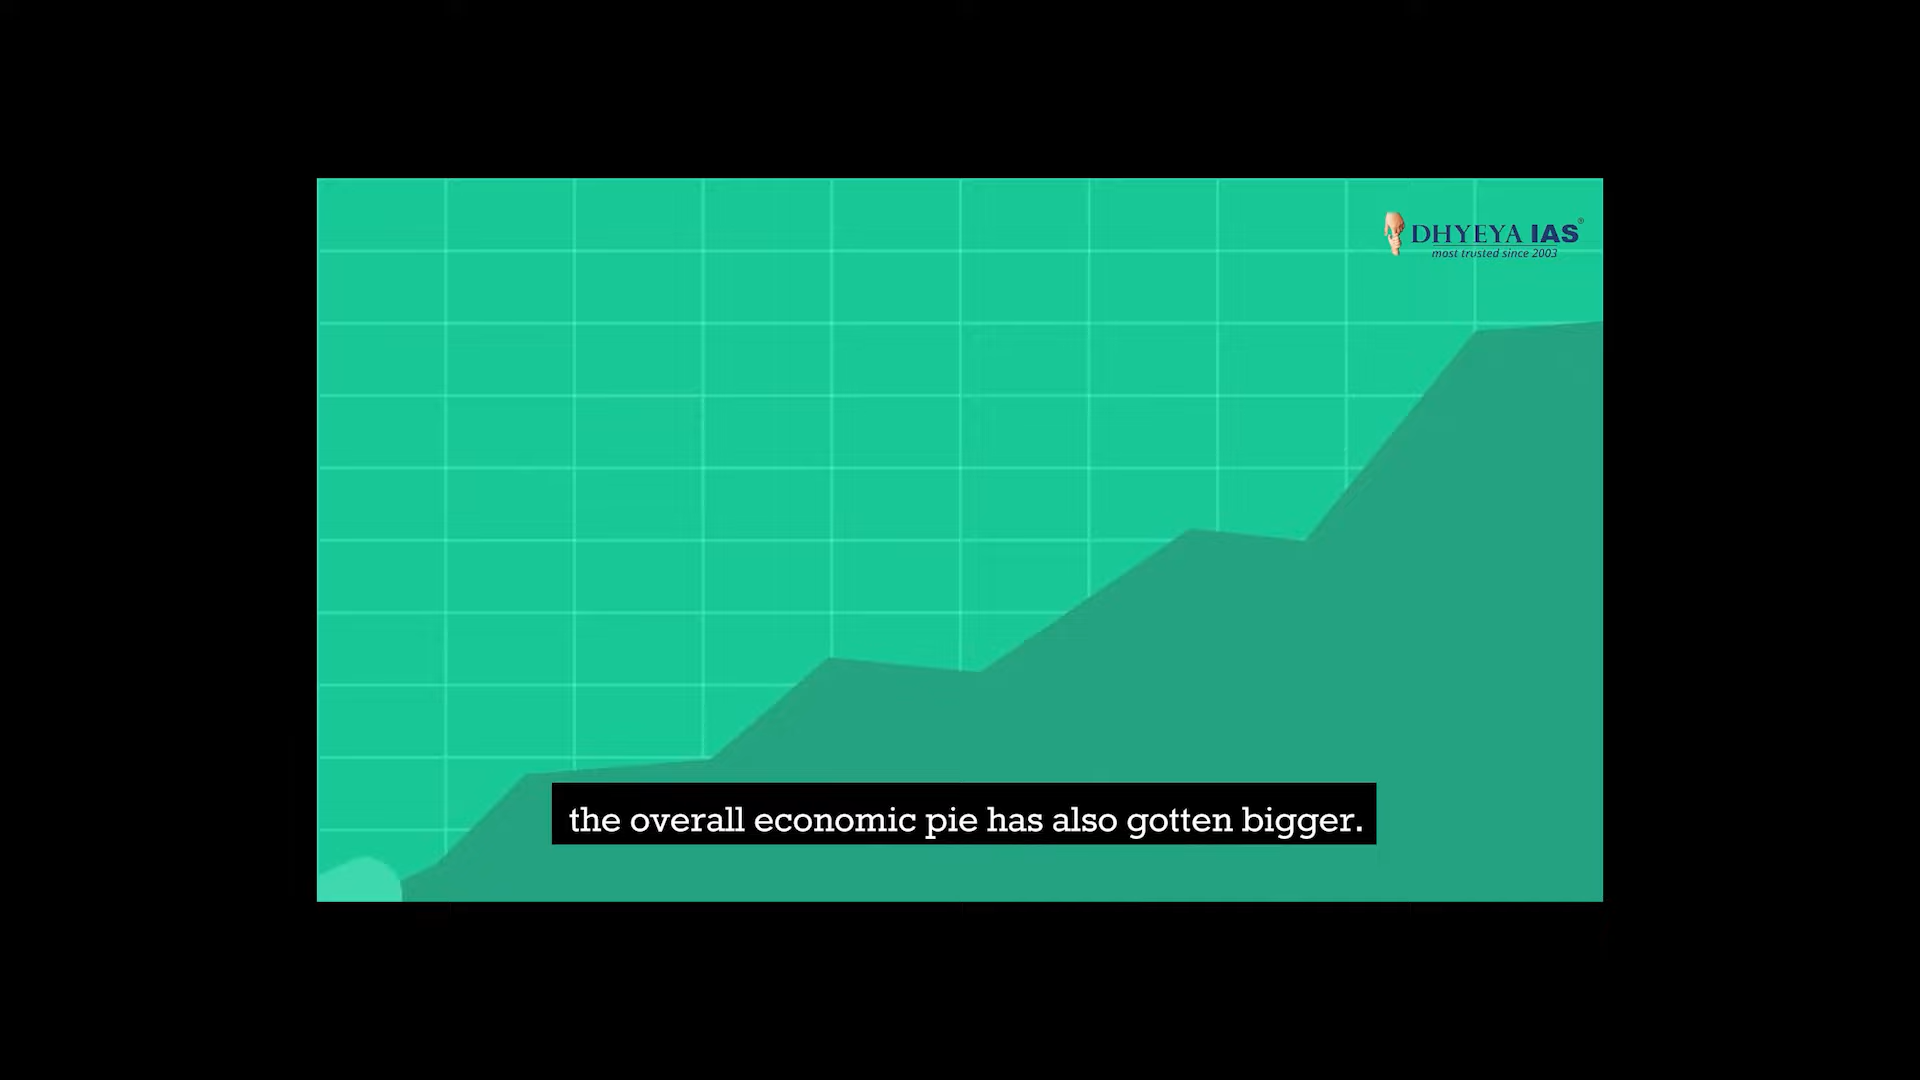 DHYEYA IAS®
most trusted since 2003
the overall economic pie has also gotten bigger.